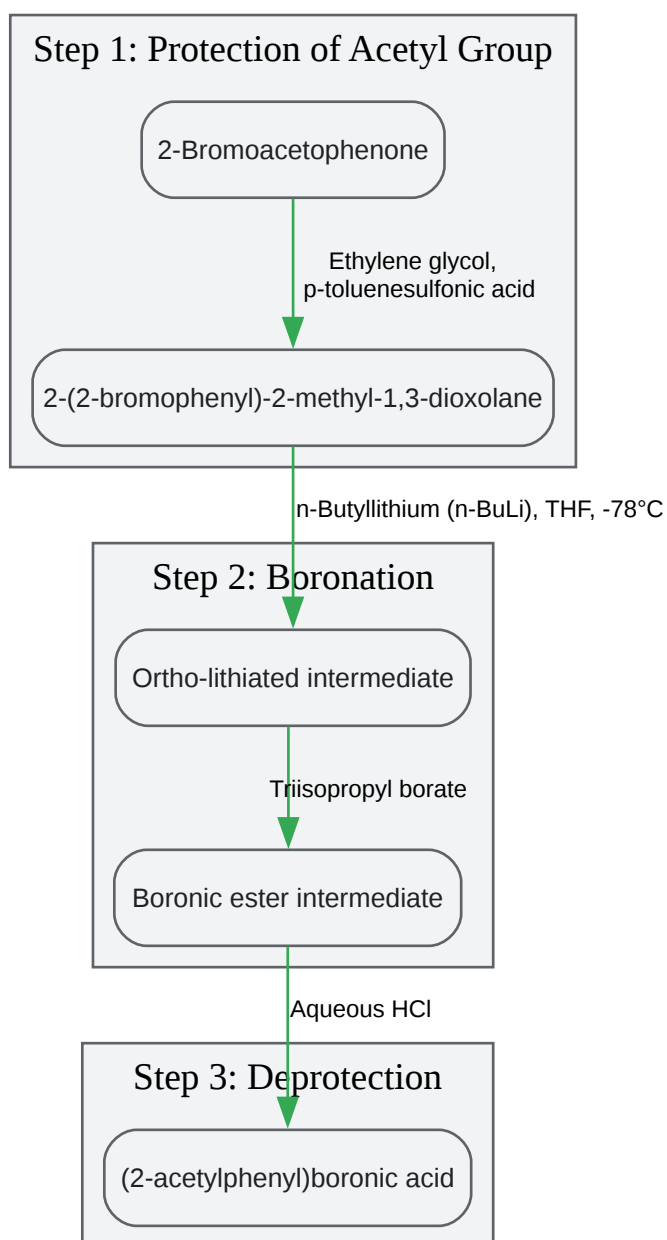 Step 1: Protection of Acetyl Group
2-Bromoacetophenone
Ethylene glycol,
p-toluenesulfonic acid
2-(2-bromophenyl)-2-methyl-1,3-dioxolane
n-Butyllithium (n-BuLi), THF, -78°C
Step 2: Boronation
Ortho-lithiated intermediate
Triisopropyl borate
Boronic ester intermediate
Aqueous HCl
Step 3: Deprotection
(2-acetylphenyl)boronic acid